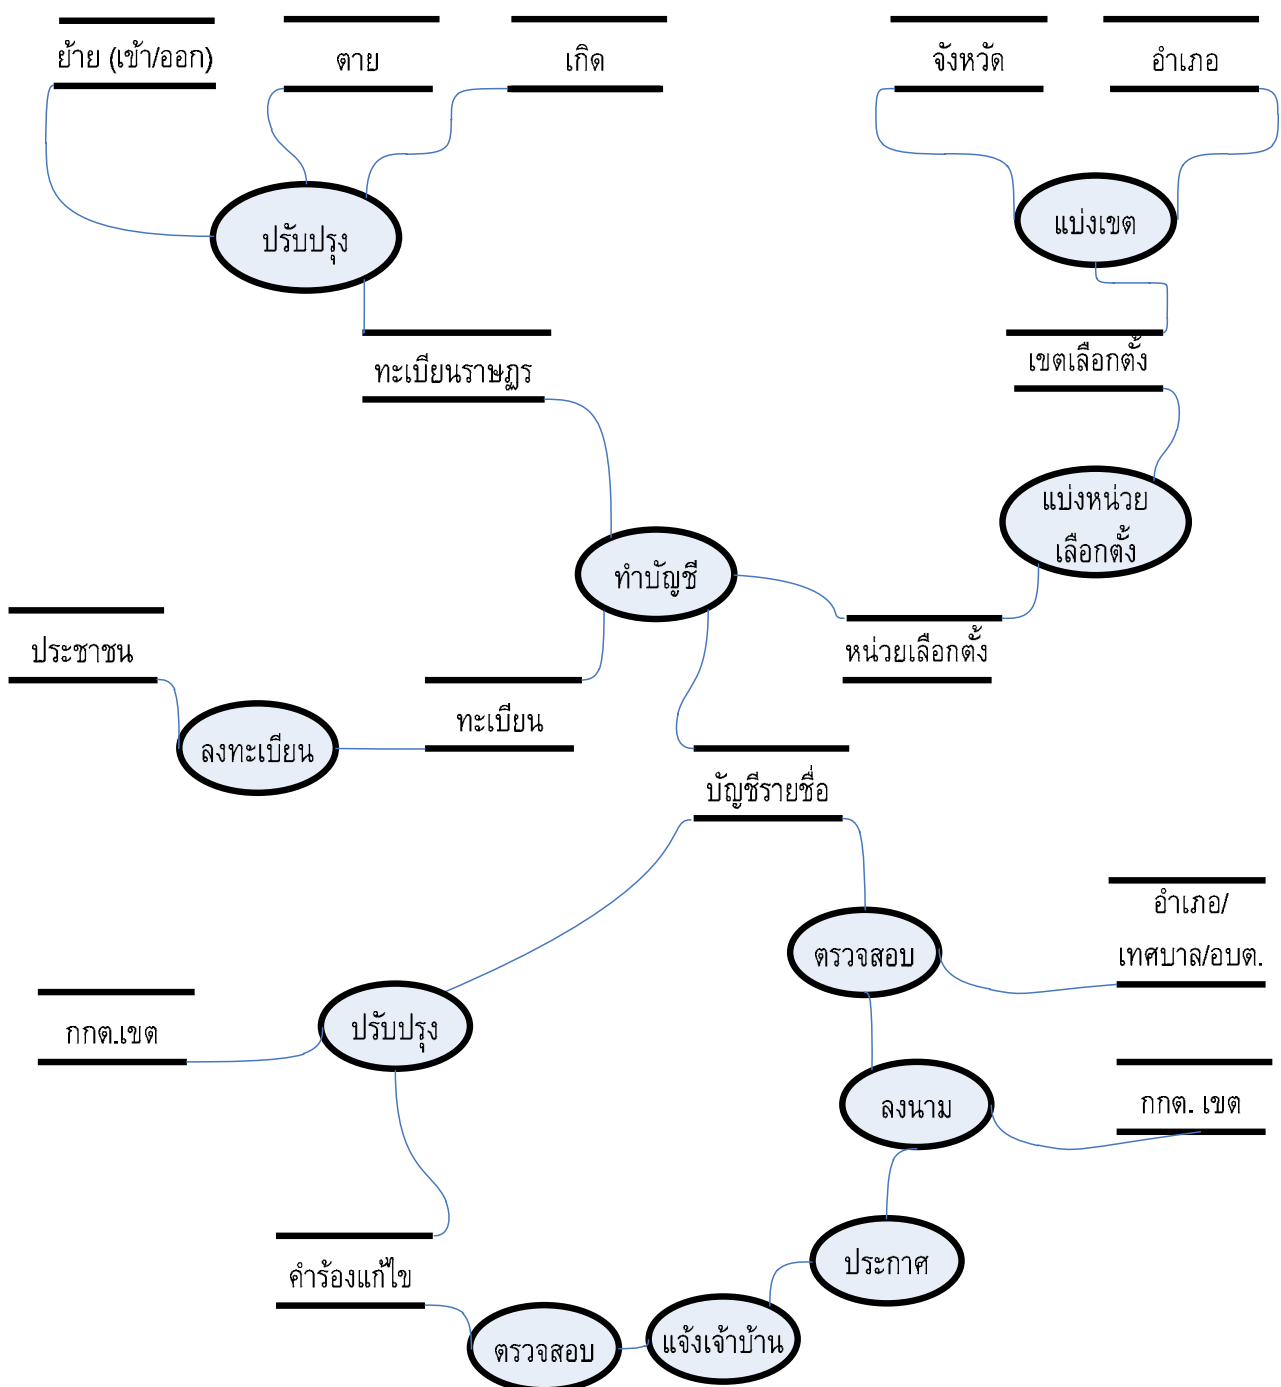 ย้าย (เข้า/ออก)
ตาย
เกิด
จังหวัด
อำเภอ
ปรับปรุง
แบ่งเขต
ทะเบียนราษฎร
เขตเลือกตั้ง
แบ่งหน่วย
เลือกตั้ง
ทำบัญชี
ประชาชน
หน่วยเลือกตั้ง
ทะเบียน
ลงทะเบียน
บัญชีรายชื่อ
อำเภอ/
เทศบาล/อบต.
ตรวจสอบ
กกต.เขต
ปรับปรุง
ลงนาม
กกต. เขต
ประกาศ
คำร้องแก้ไข
แจ้งเจ้าบ้าน
ตรวจสอบ